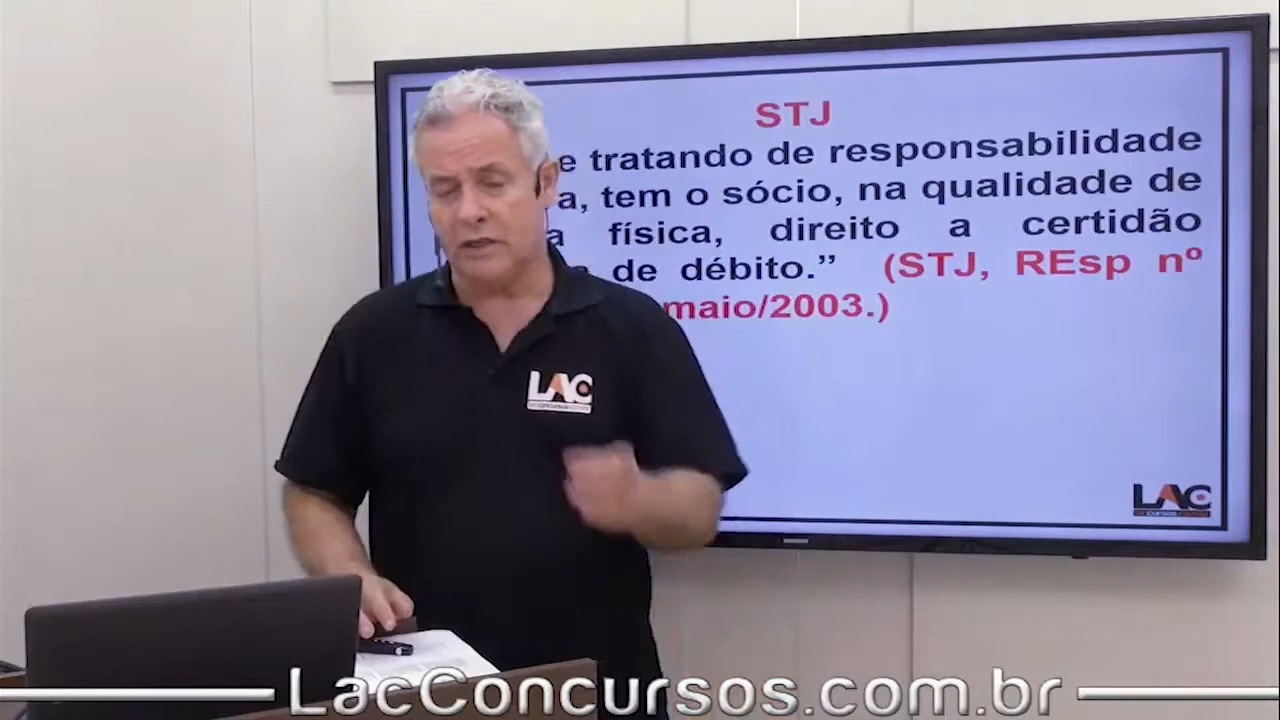 STJ
e tratando de responsabilidade
a, tem o sócio, na qualidade de
a física, direito a certidão
de débito.” (STJ, REsp nº
maio/2003.)
LAC
LAC
CURSOS
LacConcursos.com.br